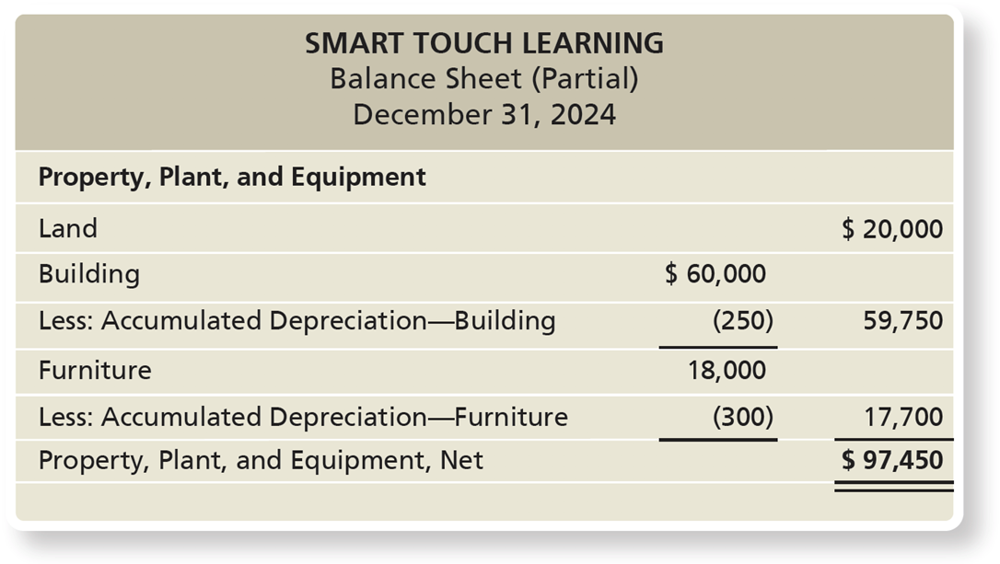 SMART TOUCH LEARNING
Balance Sheet (Partial)
December 31, 2024
Property, Plant, and Equipment
Land $ 20,000
Building $ 60,000
Less: Accumulated Depreciation—Building (250) 59,750
Furniture 18,000
Less: Accumulated Depreciation—Furniture (300) 17,700
Property, Plant, and Equipment, Net $ 97,450